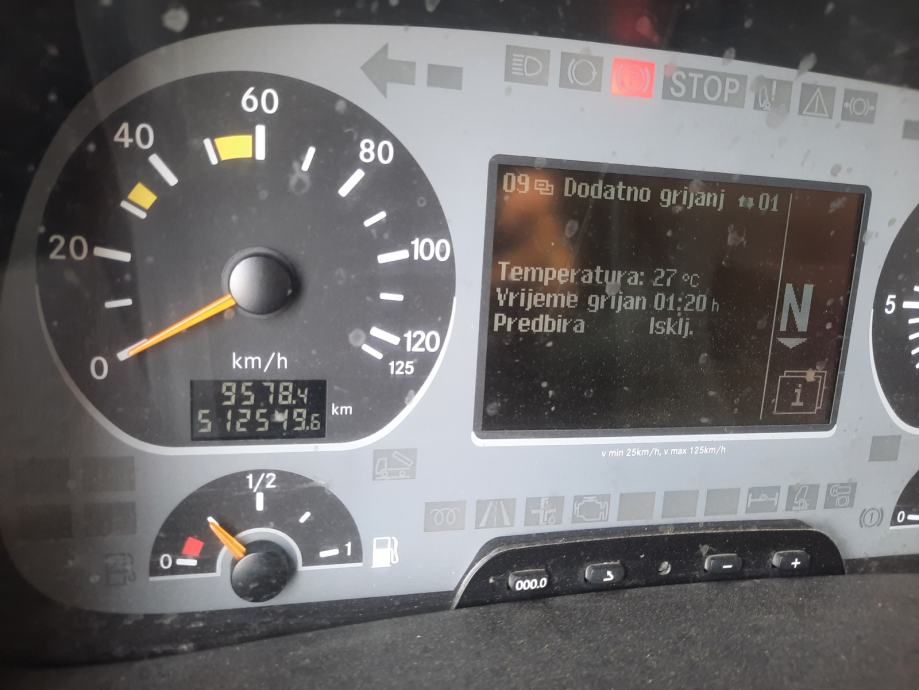 STOP
20
40
60
80
100
120
125
0
km/h
9578.4
512549.6 km
09 Dodatno grijanj 01
Temperatura: 27 °C
Vrijeme grijan 01:20 h
Predbira Isklj.
N
i
5
v min 25km/h, v max 125km/h
0
1/2
1
000.0
-
+
0